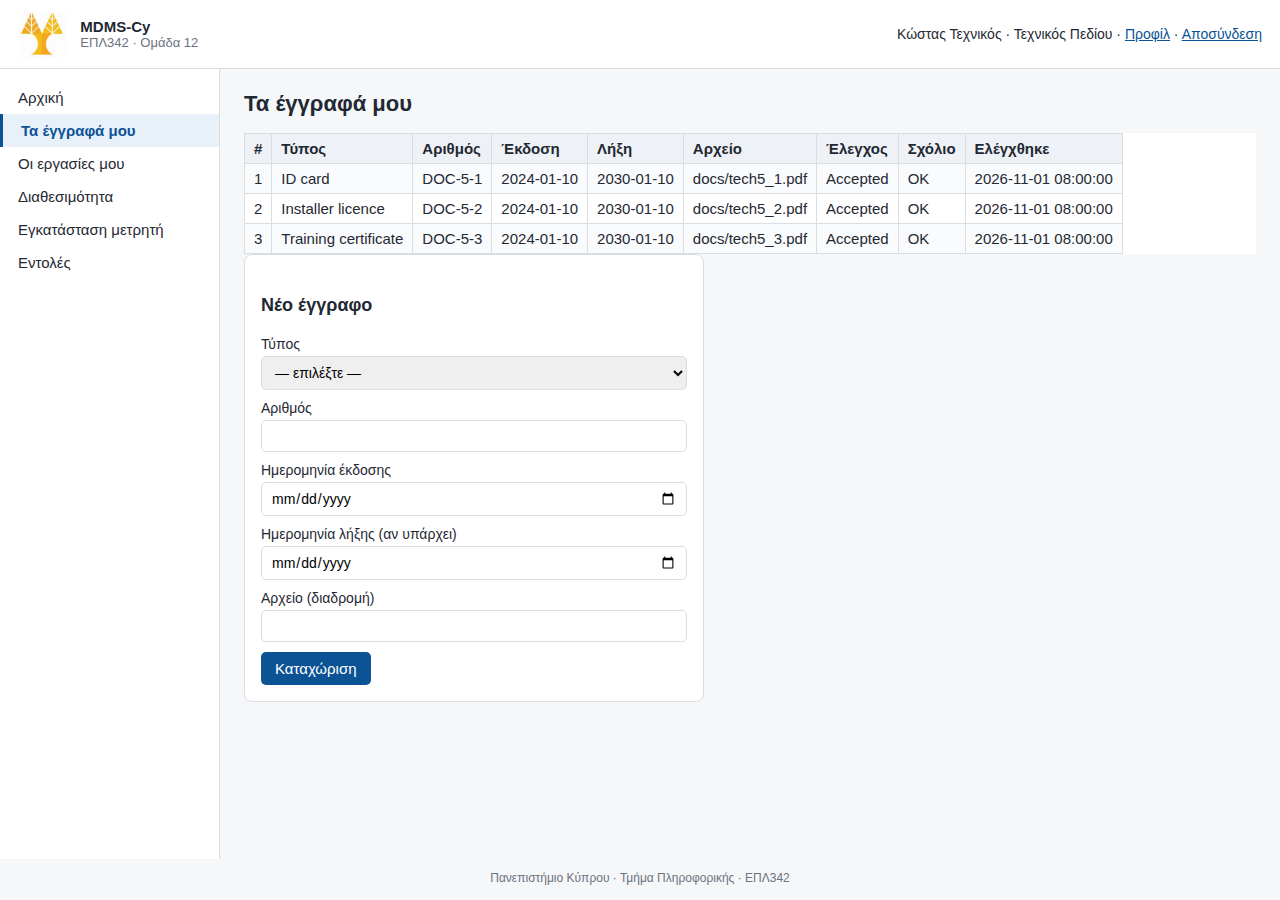 MDMS-Cy
ΕΠΛ342 · Ομάδα 12
Κώστας Τεχνικός · Τεχνικός Πεδίου · Προφίλ · Αποσύνδεση
Αρχική
Τα έγγραφά μου
Οι εργασίες μου
Διαθεσιμότητα
Εγκατάσταση μετρητή
Εντολές
Τα έγγραφά μου
# Τύπος Αριθμός Έκδοση Λήξη Αρχείο Έλεγχος Σχόλιο Ελέγχθηκε
1 ID card DOC-5-1 2024-01-10 2030-01-10 docs/tech5_1.pdf Accepted OK 2026-11-01 08:00:00
2 Installer licence DOC-5-2 2024-01-10 2030-01-10 docs/tech5_2.pdf Accepted OK 2026-11-01 08:00:00
3 Training certificate DOC-5-3 2024-01-10 2030-01-10 docs/tech5_3.pdf Accepted OK 2026-11-01 08:00:00
Νέο έγγραφο
Τύπος
— επιλέξτε —
Αριθμός
Ημερομηνία έκδοσης
mm/dd/yyyy
Ημερομηνία λήξης (αν υπάρχει)
mm/dd/yyyy
Αρχείο (διαδρομή)
Καταχώριση
Πανεπιστήμιο Κύπρου · Τμήμα Πληροφορικής · ΕΠΛ342